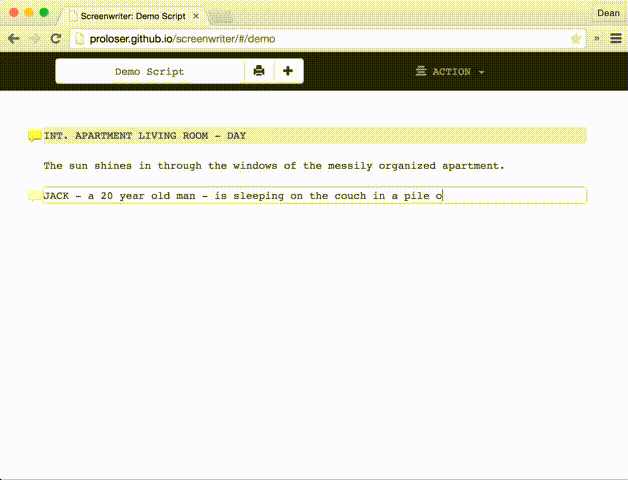 Screenwriter: Demo Script
Dean
proloser.github.io/screenwriter/#/demo
Demo Script
ACTION
INT. APARTMENT LIVING ROOM - DAY
The sun shines in through the windows of the messily organized apartment.
JACK - a 20 year old man - is sleeping on the couch in a pile o